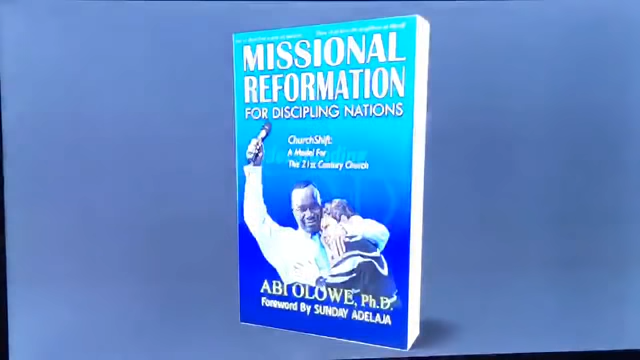 MISSIONAL
REFORMATION
FOR DISCIPLING NATIONS
ChurchShift:
A Model For
The 21st Century Church
ABI OLOWE, Ph.D.
Foreword By SUNDAY ADELAJA